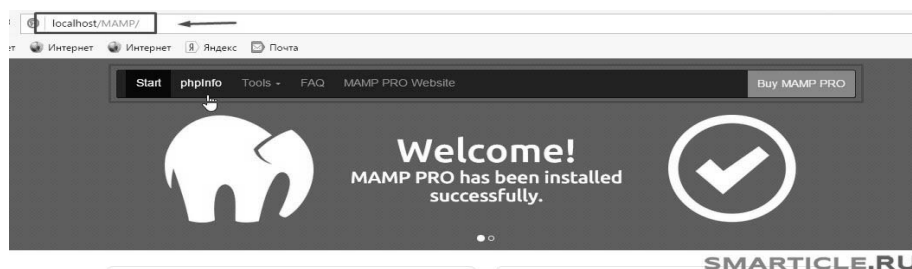 localhost/MAMP/
ет Интернет Интернет Я Яндекс Почта
Start phpInfo Tools FAQ MAMP PRO Website Buy MAMP PRO
Welcome!
MAMP PRO has been installed
successfully.
SMARTICLE.RU